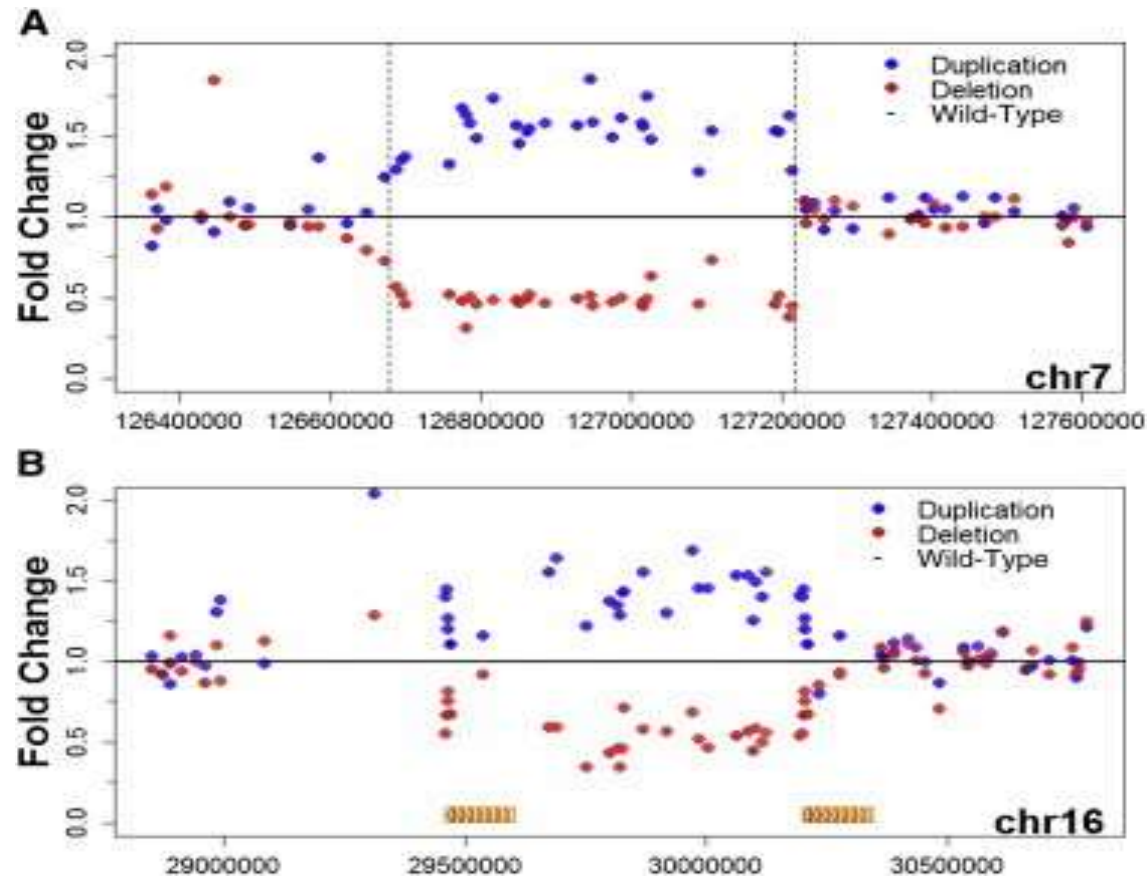 A
Fold Change
2.0
1.5
1.0
0.5
0.0
Duplication
Deletion
Wild-Type
chr7
126400000 126600000 126800000 127000000 127200000 127400000 127600000
B
Fold Change
2.0
1.5
1.0
0.5
0.0
Duplication
Deletion
Wild-Type
chr16
29000000 29500000 30000000 30500000